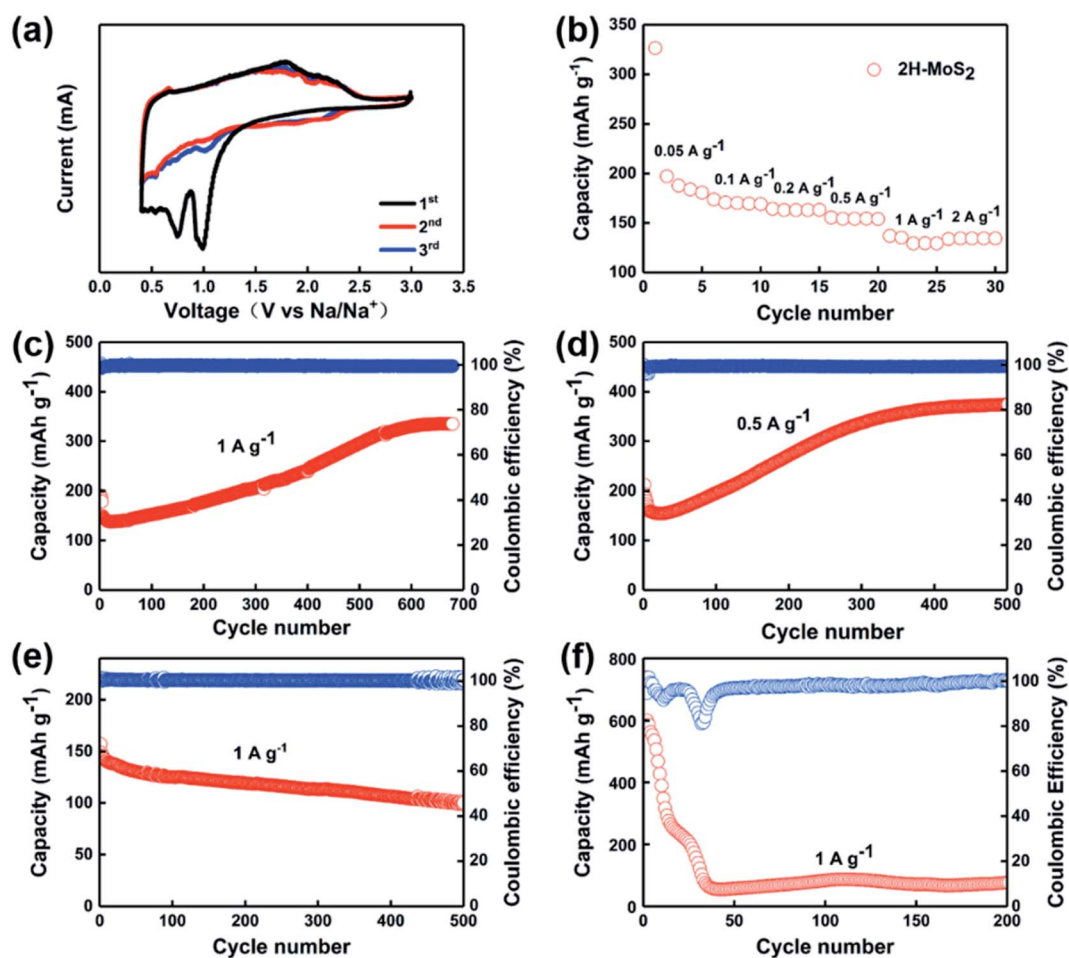 (a)
Current (mA)
1st
2nd
3rd
0.0 0.5 1.0 1.5 2.0 2.5 3.0 3.5
Voltage（V vs Na/Na+）
(b)
Capacity (mAh g-1)
350
300
250
200
150
100
2H-MoS2
0.05 A g-1
0.1 A g-1
0.2 A g-1
0.5 A g-1
1 A g-1
2 A g-1
0 5 10 15 20 25 30
Cycle number
(c)
Capacity (mAh g-1)
500
400
300
200
100
0
1 A g-1
100
80
60
40
20
0
Coulombic efficiency (%)
0 100 200 300 400 500 600 700
Cycle number
(d)
Capacity (mAh g-1)
500
400
300
200
100
0
0.5 A g-1
100
80
60
40
20
0
Coulombic efficiency (%)
0 100 200 300 400 500
Cycle number
(e)
Capacity (mAh g-1)
200
150
100
50
0
1 A g-1
100
80
60
40
20
0
Coulombic efficiency (%)
0 100 200 300 400 500
Cycle number
(f)
Capacity (mAh g-1)
800
600
400
200
0
1 A g-1
100
80
60
40
20
0
Coulombic Efficiency (%)
0 50 100 150 200
Cycle number